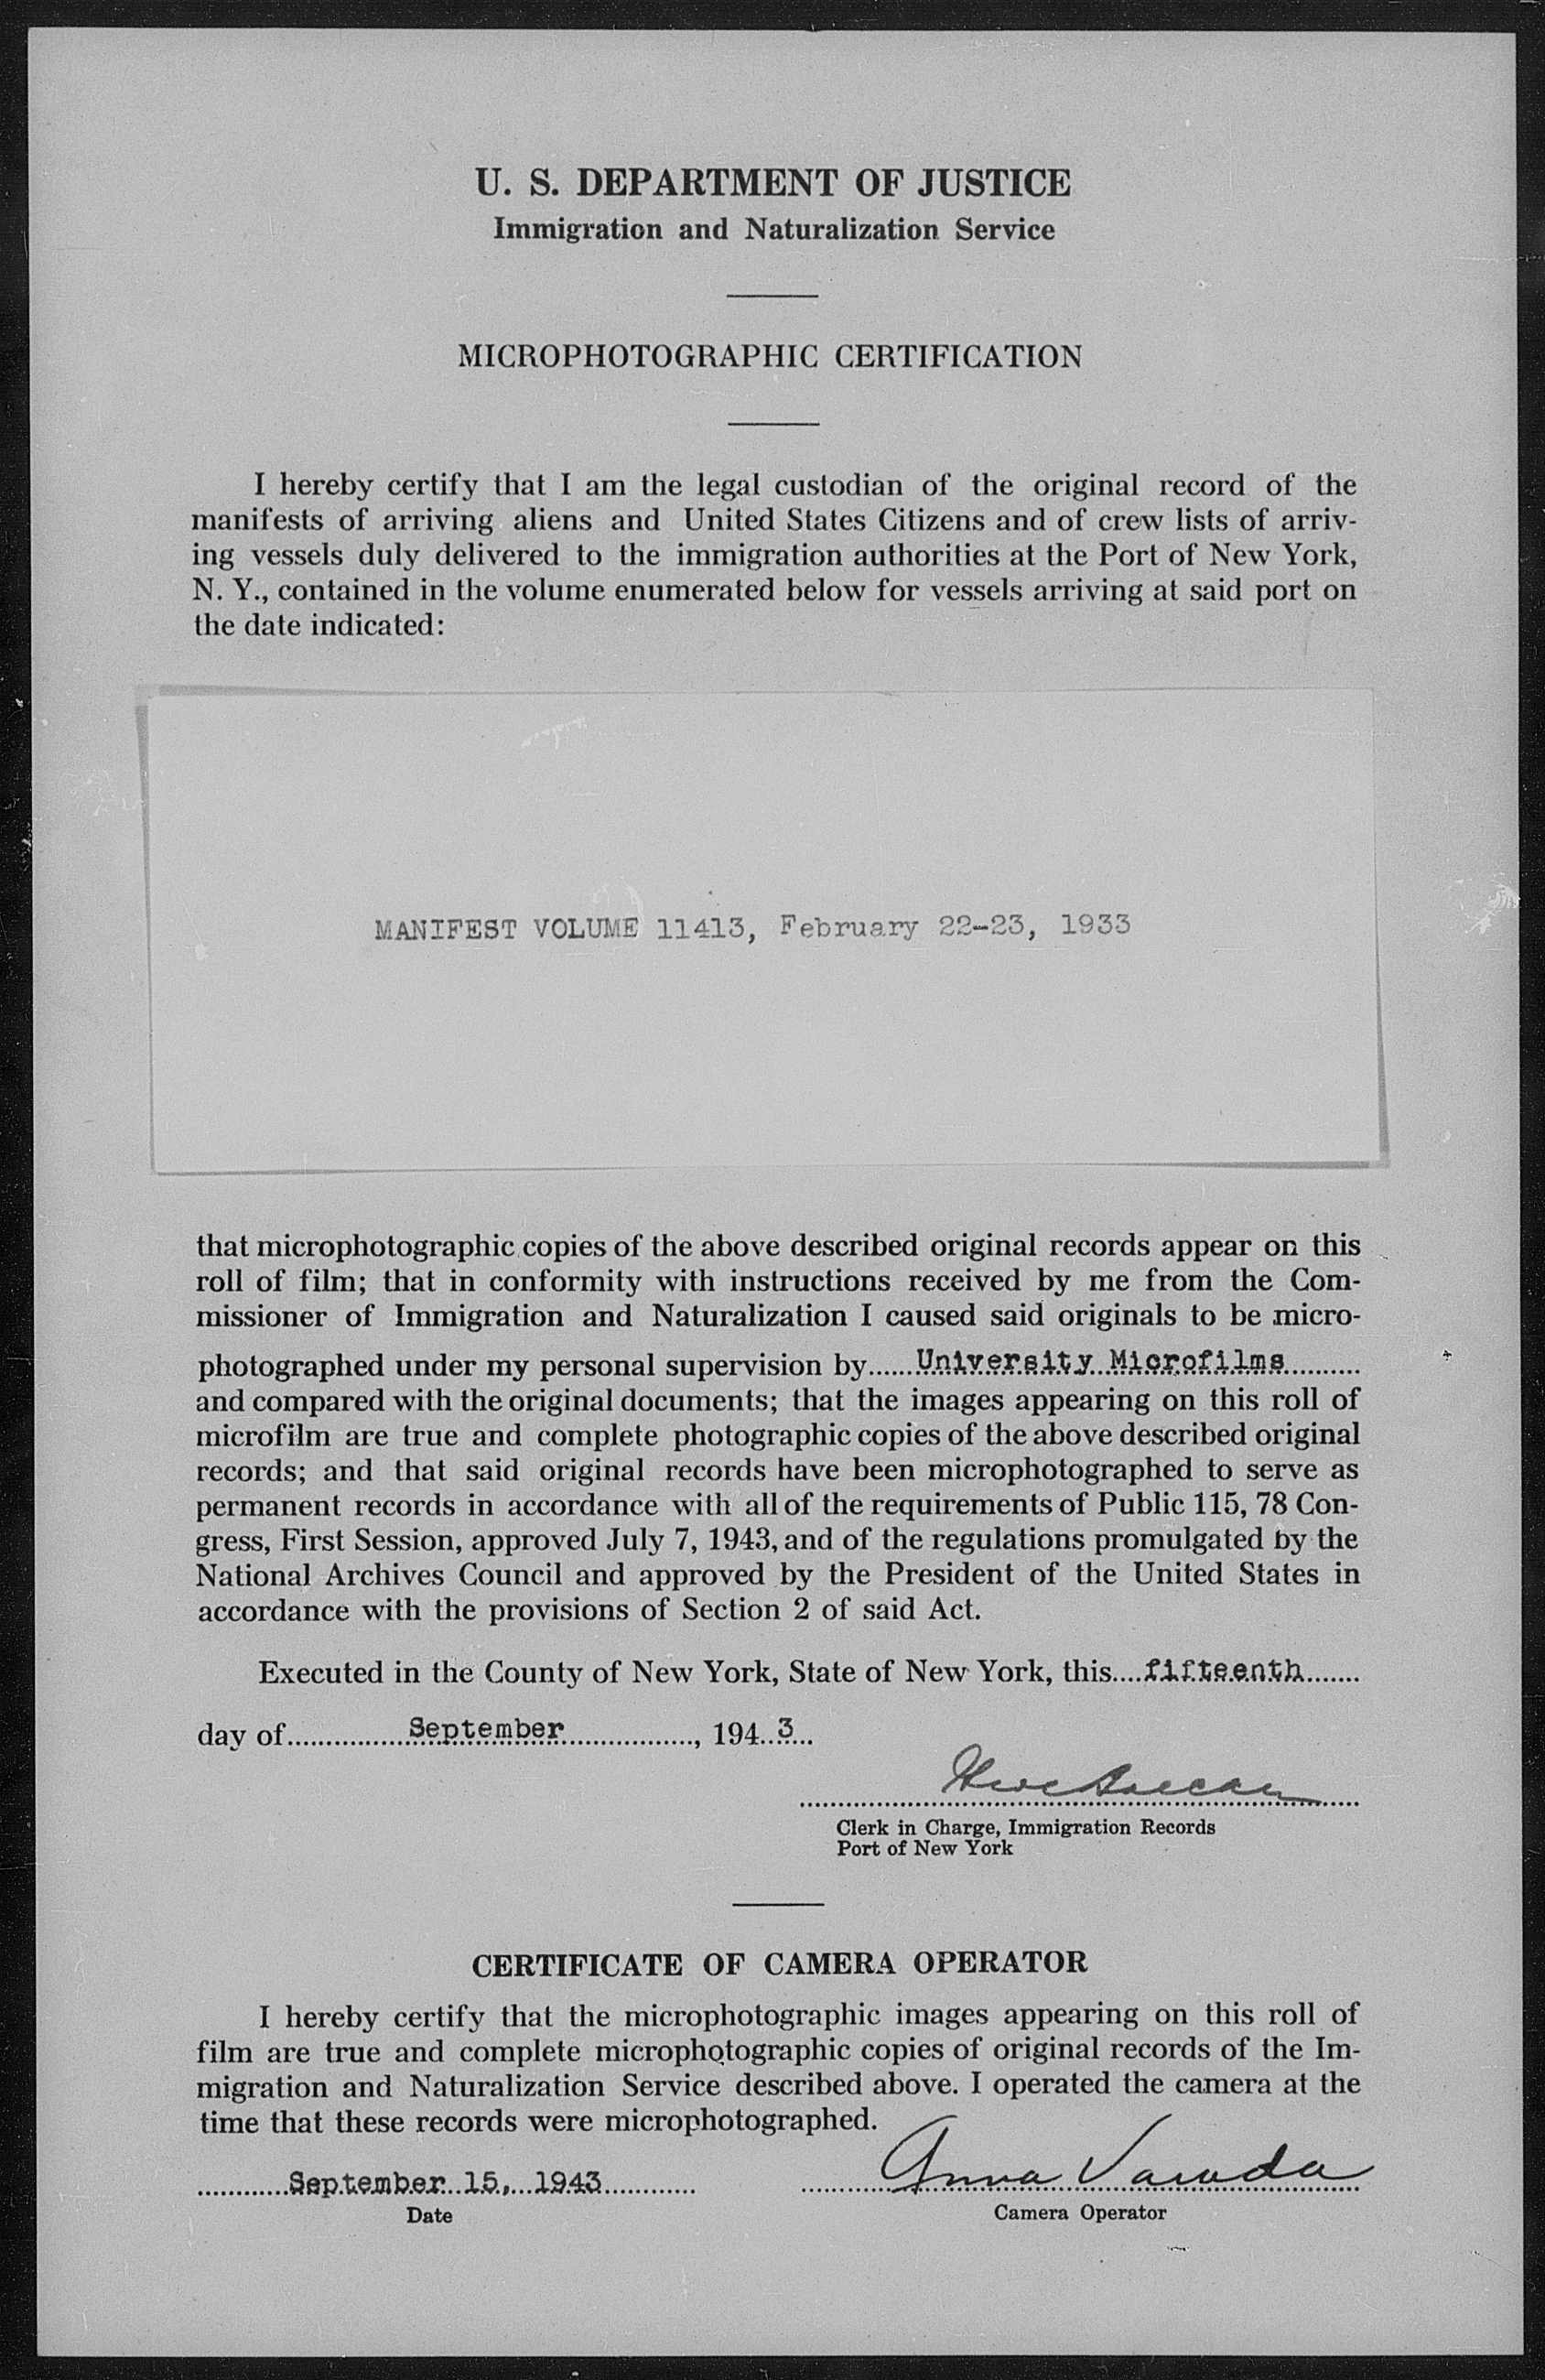 U. S. DEPARTMENT OF JUSTICE
Immigration and Naturalization Service
MICROPHOTOGRAPHIC CERTIFICATION
I hereby certify that I am the legal custodian of the original record of the
manifests of arriving aliens and United States Citizens and of crew lists of arriv-
ing vessels duly delivered to the immigration authorities at the Port of New York,
N. Y., contained in the volume enumerated below for vessels arriving at said port on
the date indicated:
MANIFEST VOLUME 11413, February 22-23, 1933
that microphotographic copies of the above described original records appear on this
roll of film; that in conformity with instructions received by me from the Com-
missioner of Immigration and Naturalization I caused said originals to be micro-
photographed under my personal supervision by University Microfilms
and compared with the original documents; that the images appearing on this roll of
microfilm are true and complete photographic copies of the above described original
records; and that said original records have been microphotographed to serve as
permanent records in accordance with all of the requirements of Public 115, 78 Con-
gress, First Session, approved July 7, 1943, and of the regulations promulgated by the
National Archives Council and approved by the President of the United States in
accordance with the provisions of Section 2 of said Act.
Executed in the County of New York, State of New York, this fifteenth
day of September, 1943
Clerk in Charge, Immigration Records
Port of New York
CERTIFICATE OF CAMERA OPERATOR
I hereby certify that the microphotographic images appearing on this roll of
film are true and complete microphotographic copies of original records of the Im-
migration and Naturalization Service described above. I operated the camera at the
time that these records were microphotographed.
September 15, 1943 Anna
Date Camera Operator